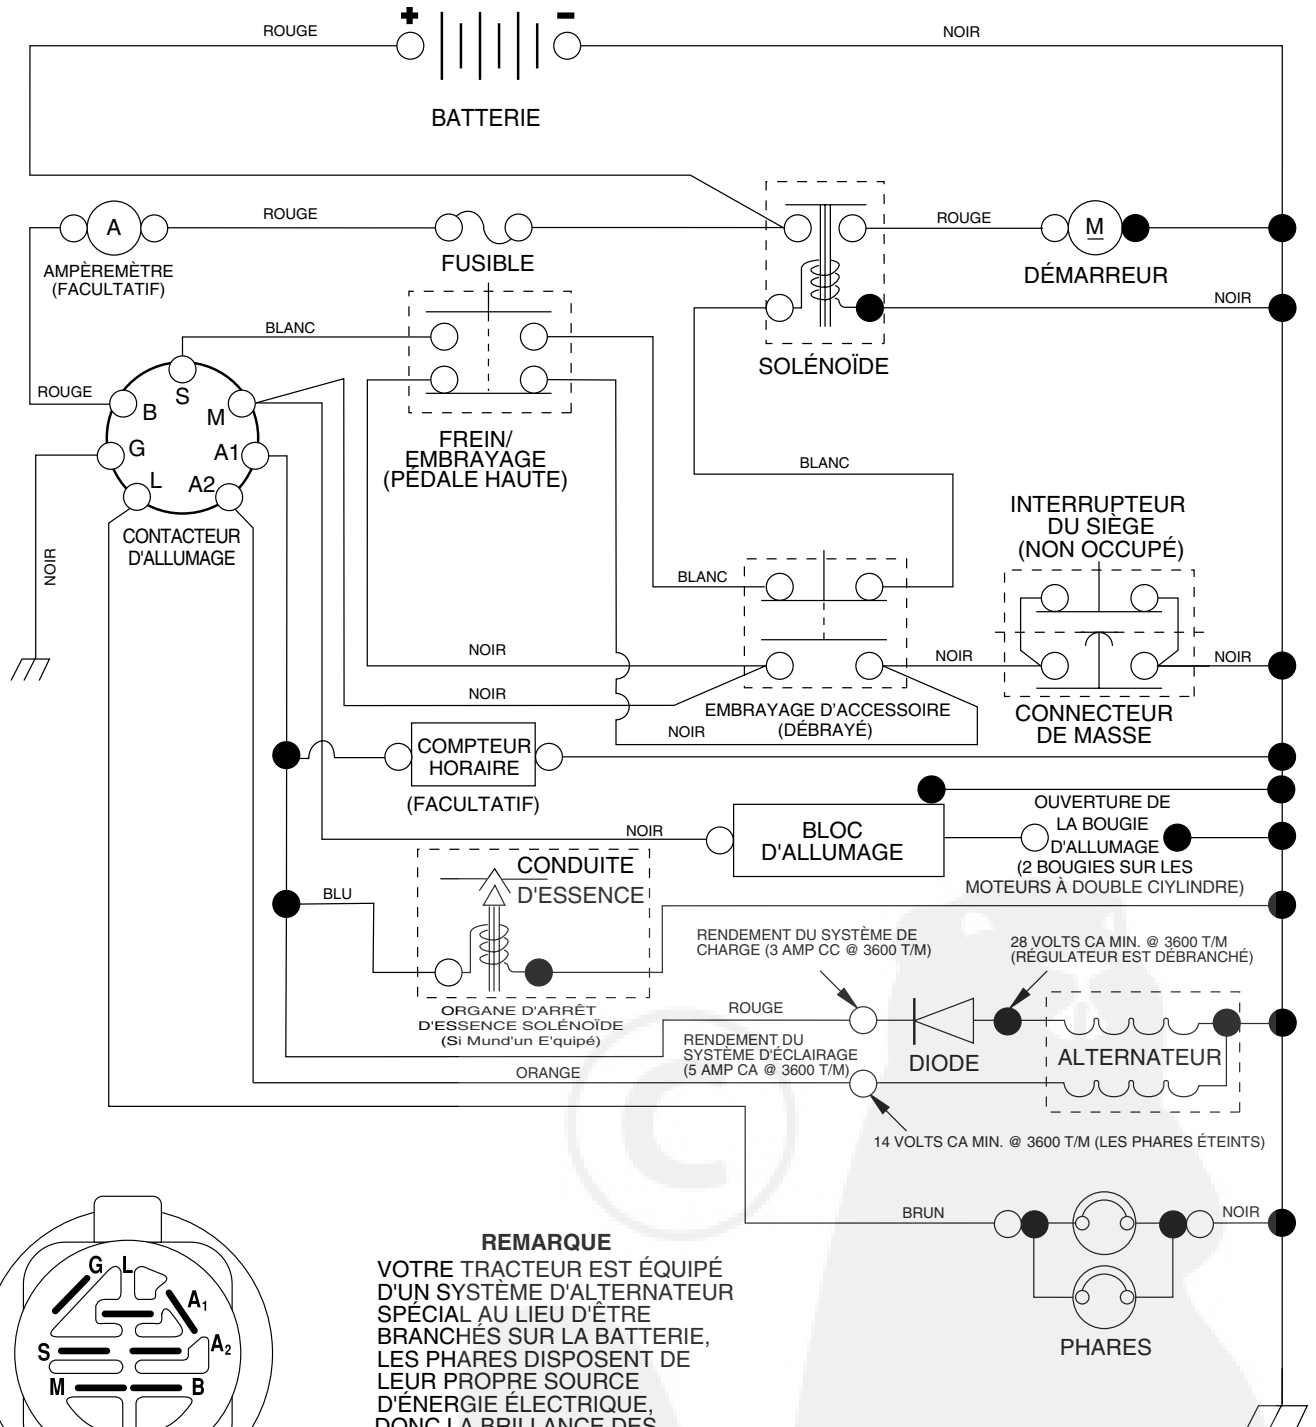 + -
ROUGE
NOIR
BATTERIE
ROUGE
A
AMPÈREMÈTRE
(FACULTATIF)
FUSIBLE
ROUGE
M
DÉMARREUR
NOIR
SOLÉNOÏDE
BLANC
ROUGE
S
B
M
G
A1
L
A2
CONTACTEUR
D'ALLUMAGE
NOIR
FREIN/
EMBRAYAGE
(PÉDALE HAUTE)
BLANC
INTERRUPTEUR
DU SIÈGE
(NON OCCUPÉ)
BLANC
NOIR
NOIR
NOIR
NOIR
NOIR
EMBRAYAGE D'ACCESSOIRE
(DÉBRAYÉ)
CONNECTEUR
DE MASSE
COMPTEUR
HORAIRE
(FACULTATIF)
NOIR
BLOC
D'ALLUMAGE
OUVERTURE DE
LA BOUGIE
D'ALLUMAGE
(2 BOUGIES SUR LES
MOTEURS À DOUBLE CIYLINDRE)
CONDUITE
D'ESSENCE
BLU
ORGANE D'ARRÊT
D'ESSENCE SOLÉNOÏDE
(Si Mund'un E'quipé)
RENDEMENT DU SYSTÈME DE
CHARGE (3 AMP CC @ 3600 T/M)
28 VOLTS CA MIN. @ 3600 T/M
(RÉGULATEUR EST DÉBRANCHÉ)
ROUGE
RENDEMENT DU
SYSTÈME D'ÉCLAIRAGE
(5 AMP CA @ 3600 T/M)
DIODE
ALTERNATEUR
ORANGE
14 VOLTS CA MIN. @ 3600 T/M (LES PHARES ÉTEINTS)
BRUN
NOIR
PHARES
G
L
A1
S
A2
M
B
REMARQUE
VOTRE TRACTEUR EST ÉQUIPÉ
D'UN SYSTÈME D'ALTERNATEUR
SPÉCIAL AU LIEU D'ÊTRE
BRANCHÉS SUR LA BATTERIE,
LES PHARES DISPOSENT DE
LEUR PROPRE SOURCE
D'ÉNERGIE ÉLECTRIQUE,
DONC LA BRILLANCE DES
©